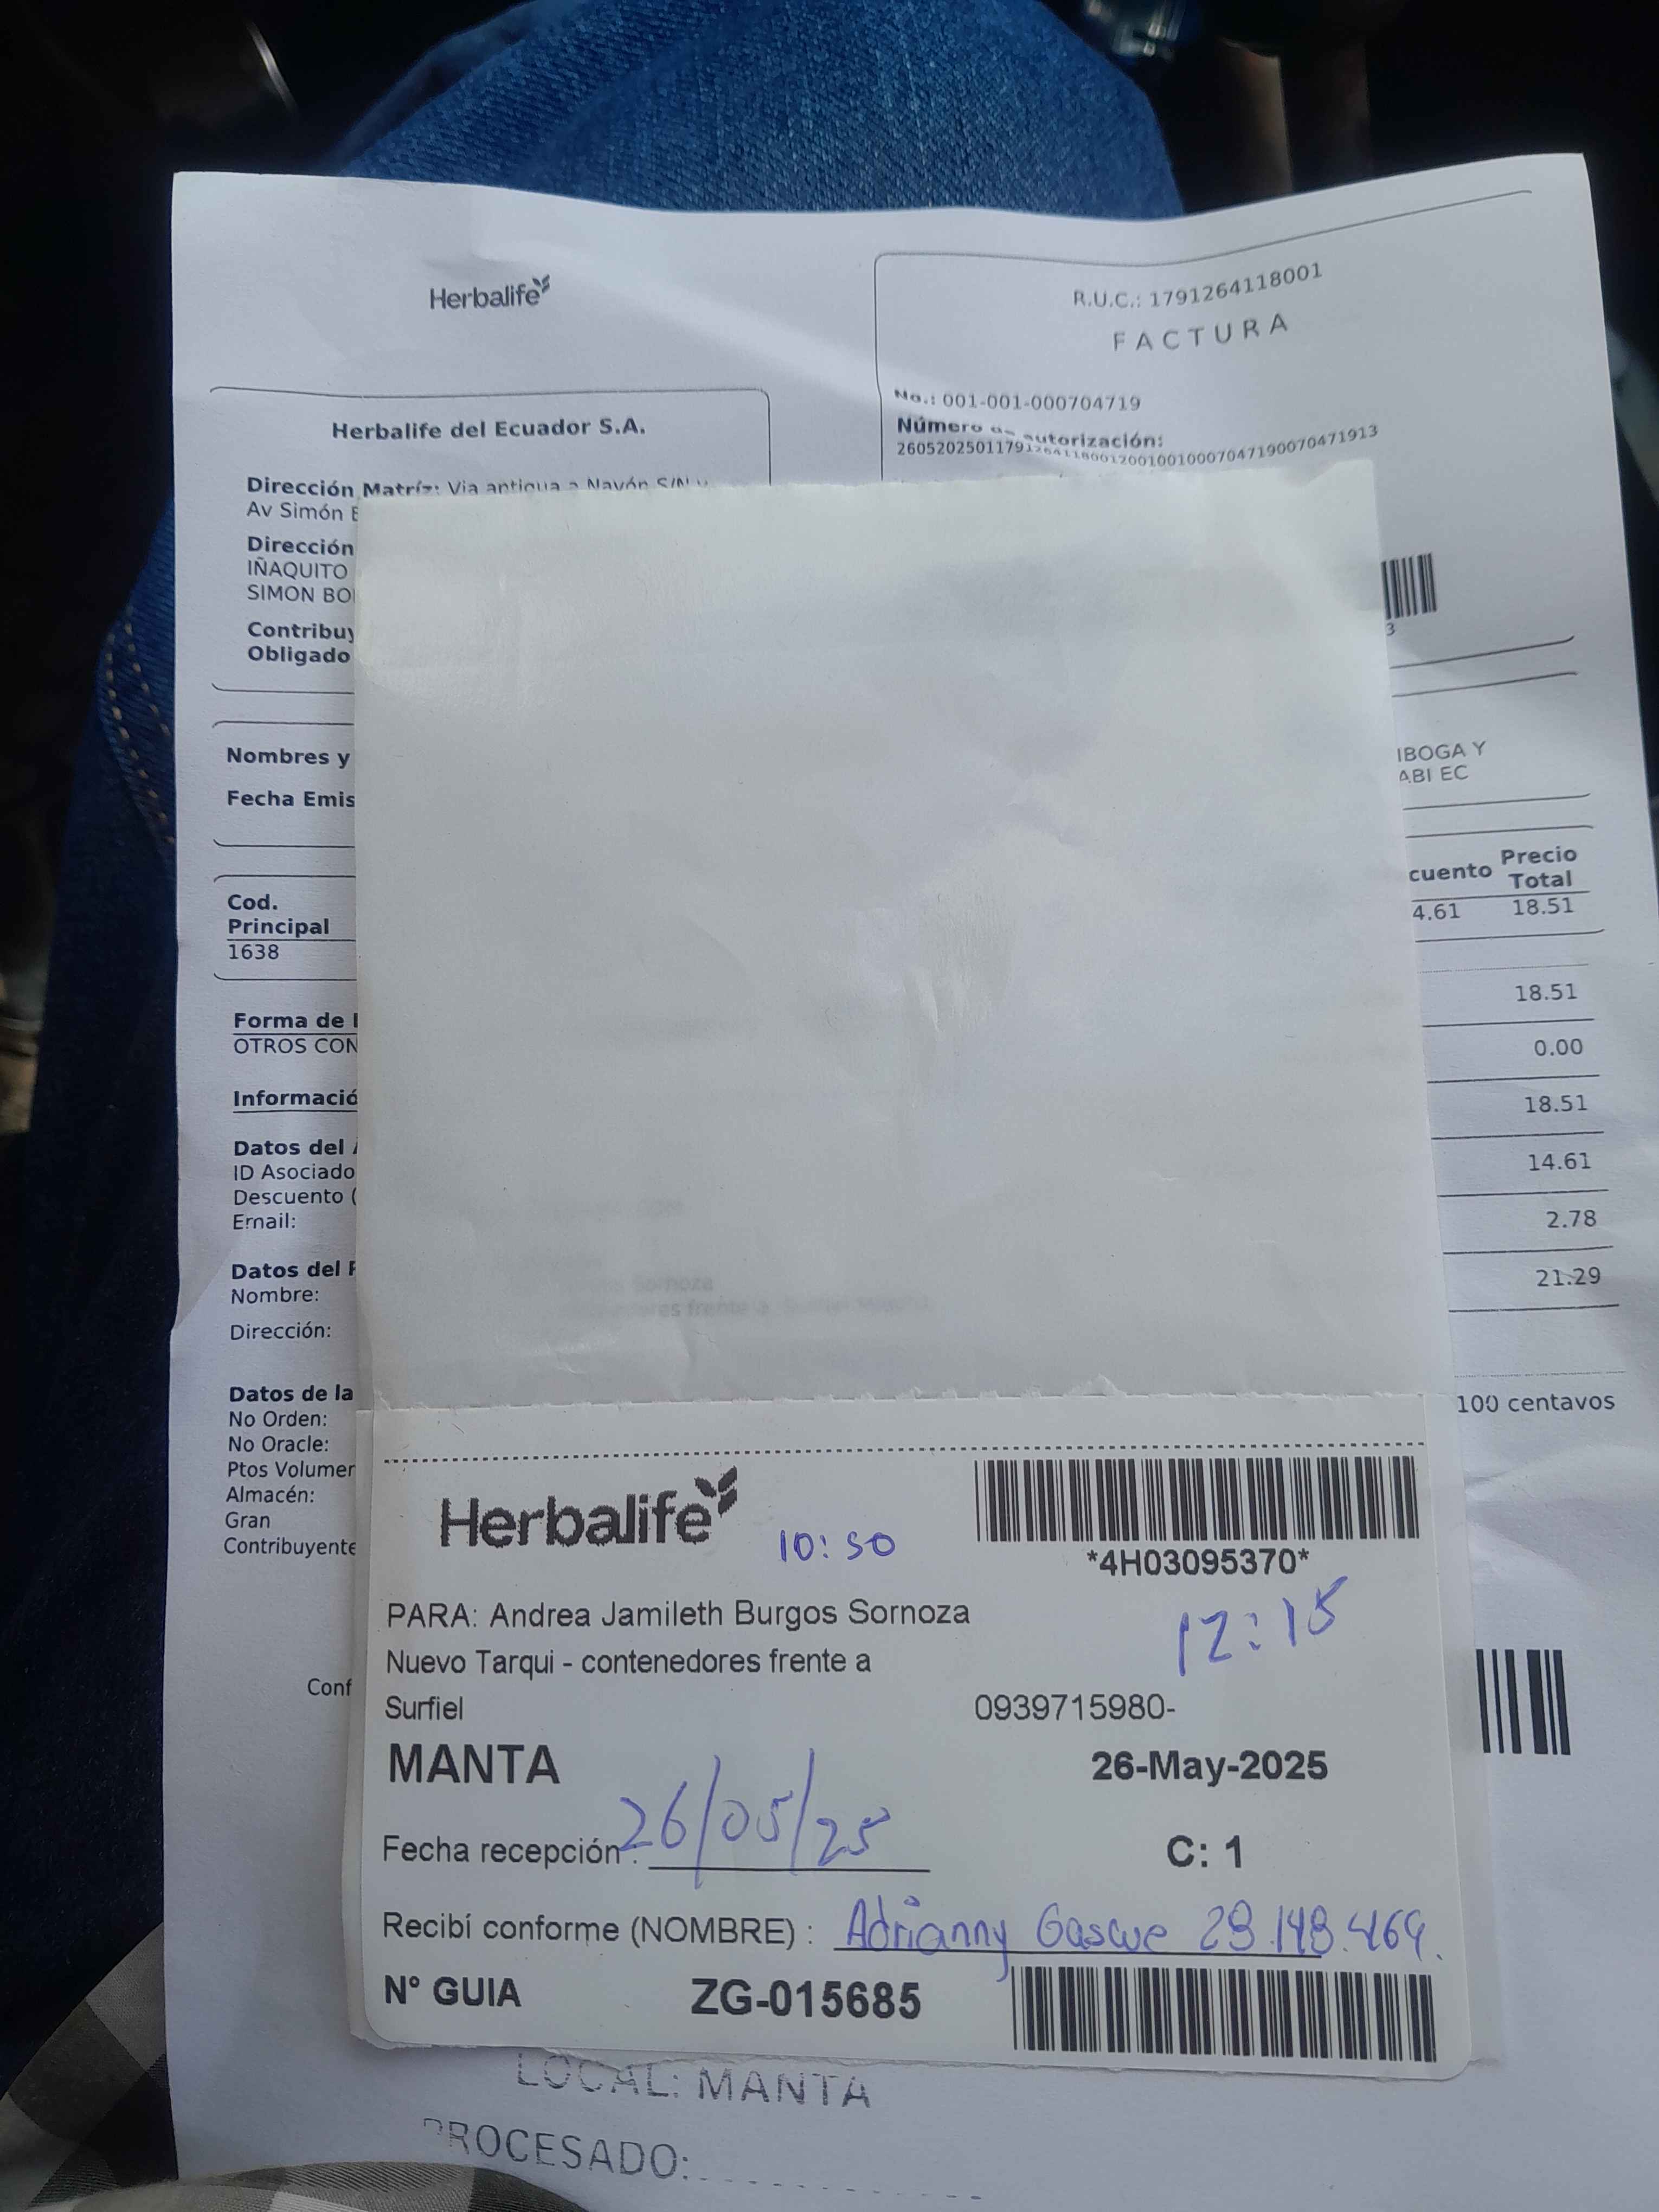 Herbalife
R.U.C.: 1791264118001
FACTURA
No.: 001-001-000704719
Número de autorización:
2605202501179126411800120010010007047190070471913
Herbalife del Ecuador S.A.
Dirección Matríz: Via antigua a Nayón S/N y
Av Simón B
Dirección
IÑAQUITO
SIMON BO
Contribuy
Obligado
3
Nombres y
IBOGA Y
ABI EC
Fecha Emis
Cod.
Principal
cuento
Precio
Total
1638
4.61 18.51
18.51
Forma de
OTROS CON
0.00
Informació
18.51
Datos del
14.61
ID Asociado
Descuento (
2.78
Email:
Datos del
21.29
Nombre:
Dirección:
Datos de la
100 centavos
No Orden:
No Oracle:
Ptos Volumen
Almacén:
Gran
Contribuyente
Conf
Herbalife
10:50
*4H03095370*
PARA: Andrea Jamileth Burgos Sornoza
12:15
Nuevo Tarqui - contenedores frente a
Surfiel
0939715980-
MANTA
26-May-2025
Fecha recepción : 26/05/25
C: 1
Recibí conforme (NOMBRE) : Adrianny Gascue 28.148.469.
N° GUIA ZG-015685
LOCAL: MANTA
PROCESADO: